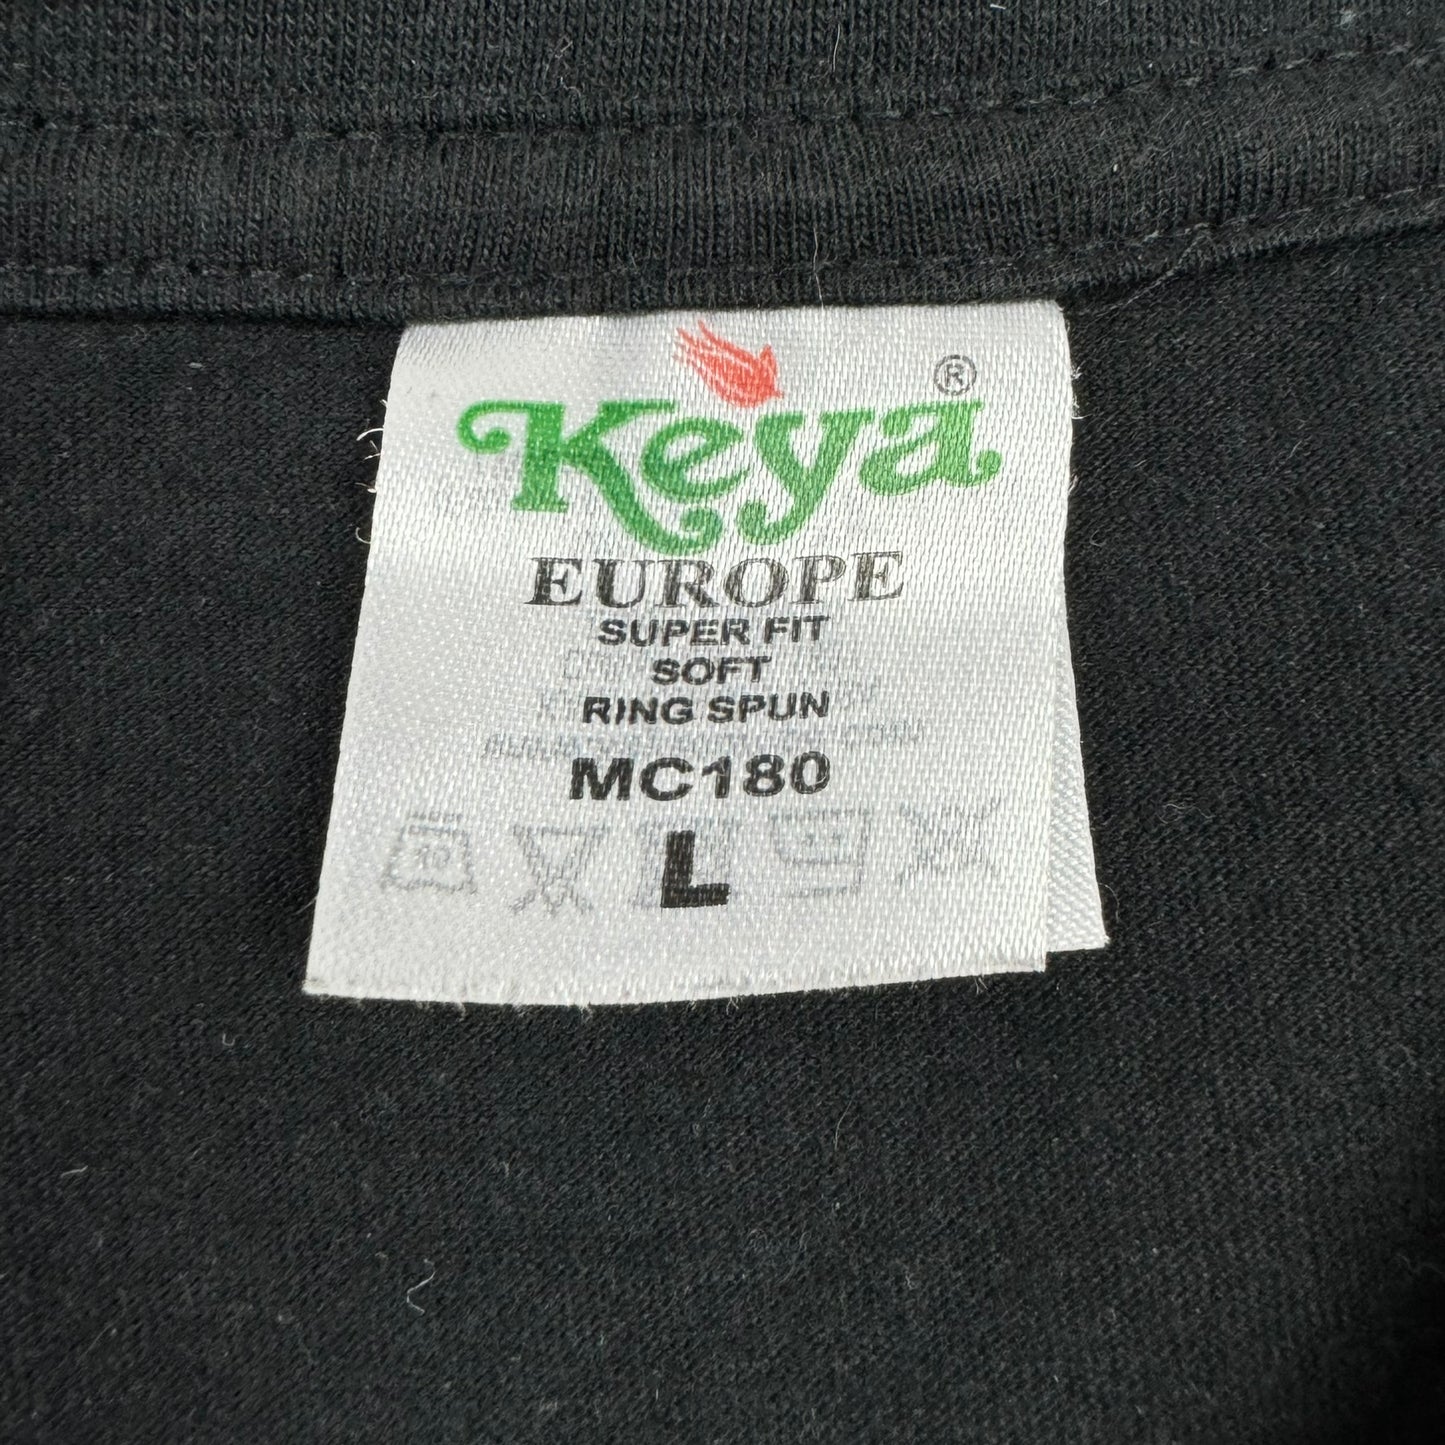 Keya ®
EUROPE
SUPER FIT
SOFT
RING SPUN
MC180
L